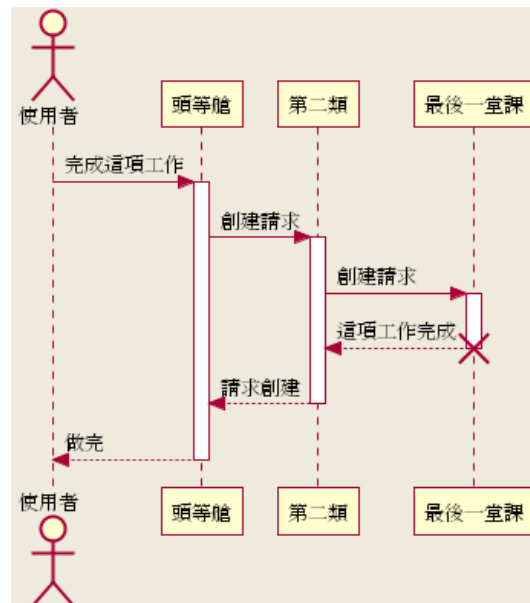 使用者
頭等艙
第二類
最後一堂課
完成這項工作
創建請求
創建請求
這項工作完成
請求創建
做完
使用者
頭等艙
第二類
最後一堂課